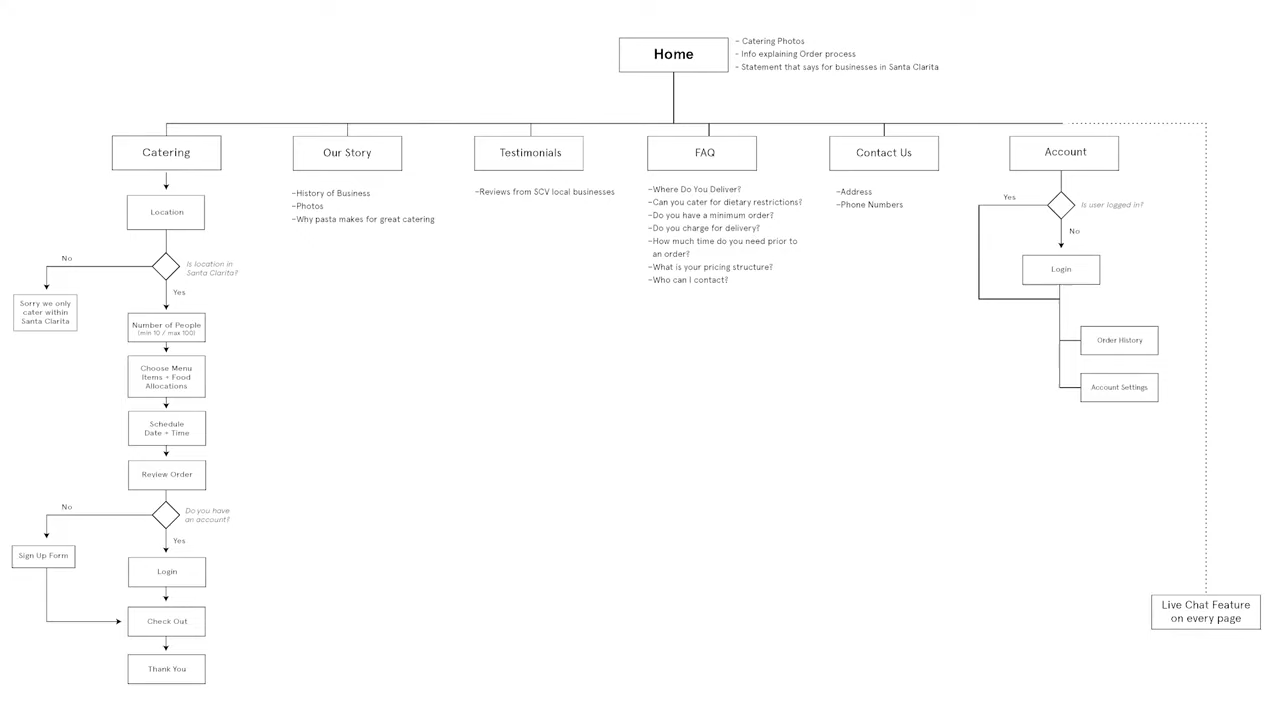 Home
– Catering Photos
– Info explaining Order process
– Statement that says for businesses in Santa Clarita
Catering
Our Story
Testimonials
FAQ
Contact Us
Account
–History of Business
–Photos
–Why pasta makes for great catering
–Reviews from SCV local businesses
–Where Do You Deliver?
–Can you cater for dietary restrictions?
–Do you have a minimum order?
–Do you charge for delivery?
–How much time do you need prior to
an order?
–What is your pricing structure?
–Who can I contact?
–Address
–Phone Numbers
Yes
Is user logged in?
No
Login
Order History
Account Settings
Location
No
Is location in
Santa Clarita?
Yes
Sorry we only
cater within
Santa Clarita
Number of People
(min 10 / max 100)
Choose Menu
Items + Food
Allocations
Schedule
Date + Time
Review Order
No
Do you have
an account?
Yes
Sign Up Form
Login
Check Out
Thank You
Live Chat Feature
on every page